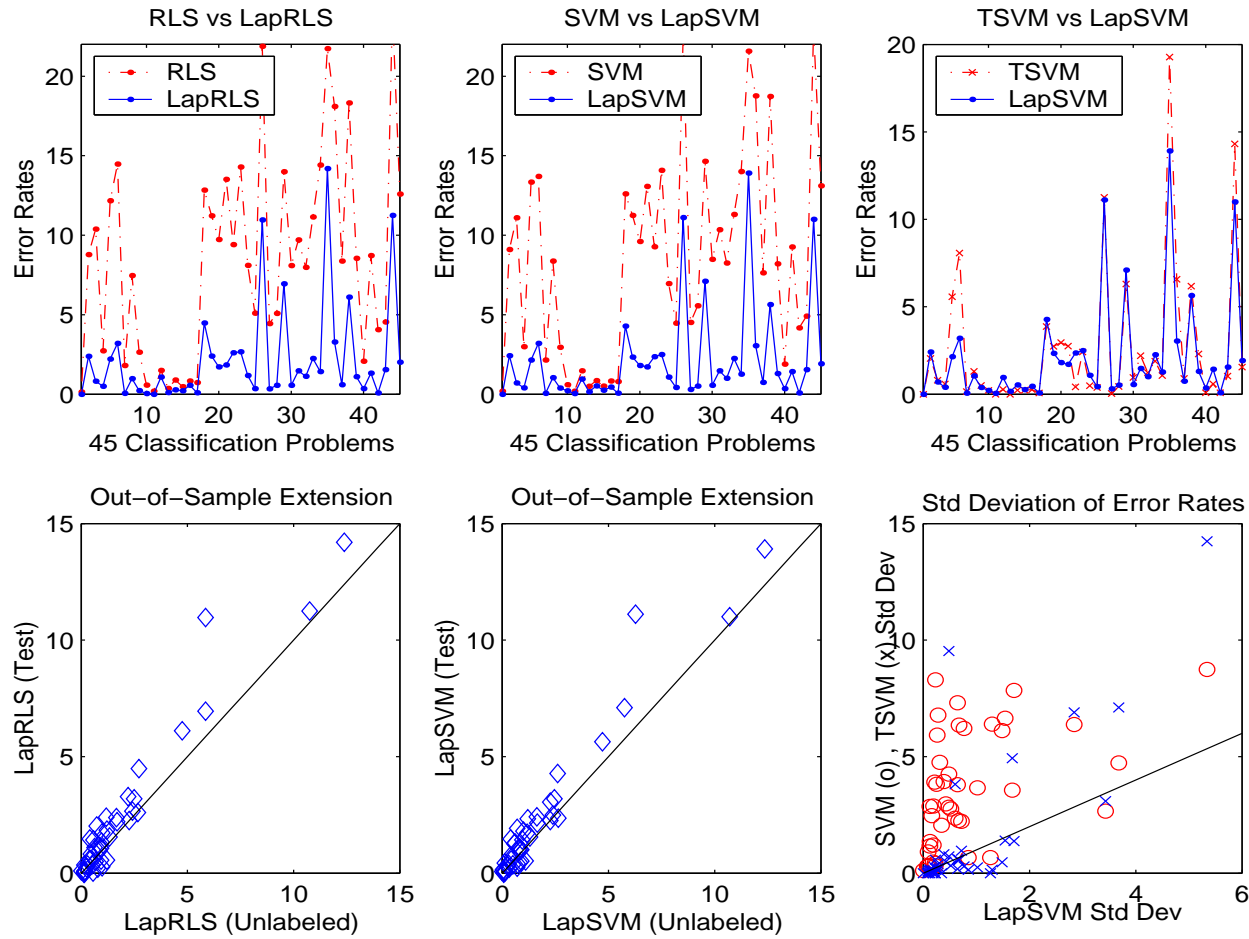 RLS vs LapRLS
SVM vs LapSVM
TSVM vs LapSVM
Error Rates
20
15
10
5
0
RLS
LapRLS
10 20 30 40
45 Classification Problems
Error Rates
20
15
10
5
0
SVM
LapSVM
10 20 30 40
45 Classification Problems
Error Rates
20
15
10
5
0
TSVM
LapSVM
10 20 30 40
45 Classification Problems
Out−of−Sample Extension
LapRLS (Test)
15
10
5
0
0 5 10 15
LapRLS (Unlabeled)
Out−of−Sample Extension
LapSVM (Test)
15
10
5
0
0 5 10 15
LapSVM (Unlabeled)
Std Deviation of Error Rates
SVM (o) , TSVM (x) Std Dev
15
10
5
0
0 2 4 6
LapSVM Std Dev